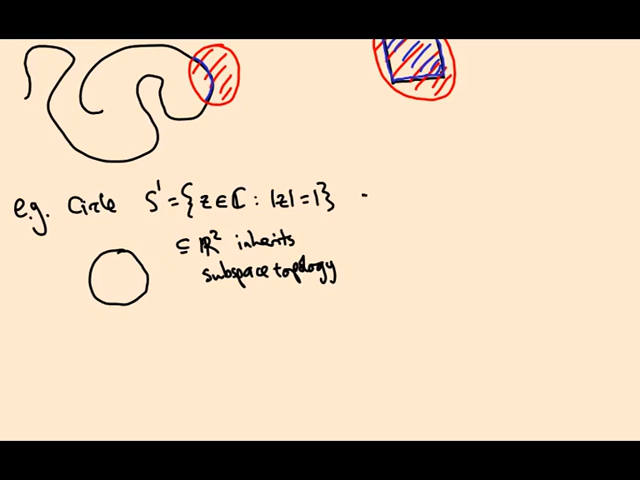 e.g. Circle S¹ = {z ∈ ℂ : |z| = 1}
⊆ ℝ² inherits
subspace topology